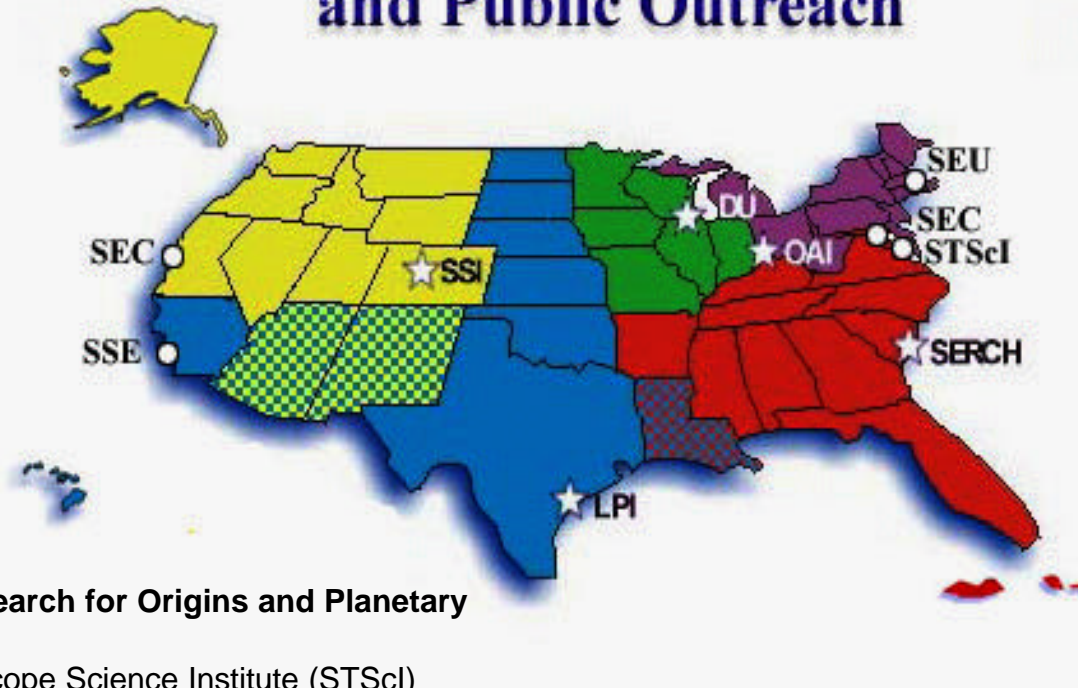 and Public Outreach
SEU
DU
SEC
SEC
OAI
STScI
SSI
SSE
SERCH
LPI
earch for Origins and Planetary
cope Science Institute (STScI)